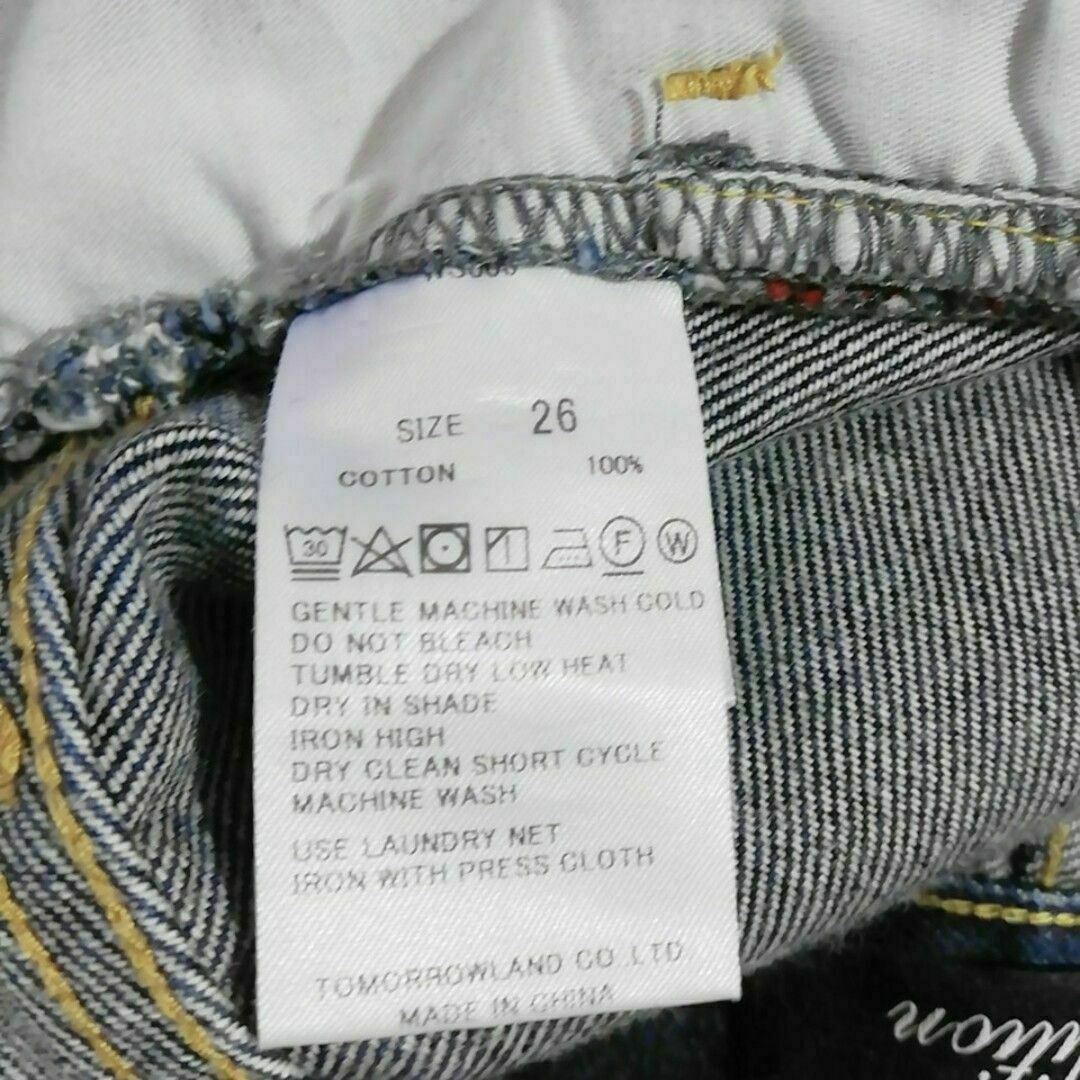 SIZE 26
COTTON 100%
30 F W
GENTLE MACHINE WASH COLD
DO NOT BLEACH
TUMBLE DRY LOW HEAT
DRY IN SHADE
IRON HIGH
DRY CLEAN SHORT CYCLE
MACHINE WASH
USE LAUNDRY NET
IRON WITH PRESS CLOTH
TOMORROWLAND CO.,LTD.
MADE IN CHINA